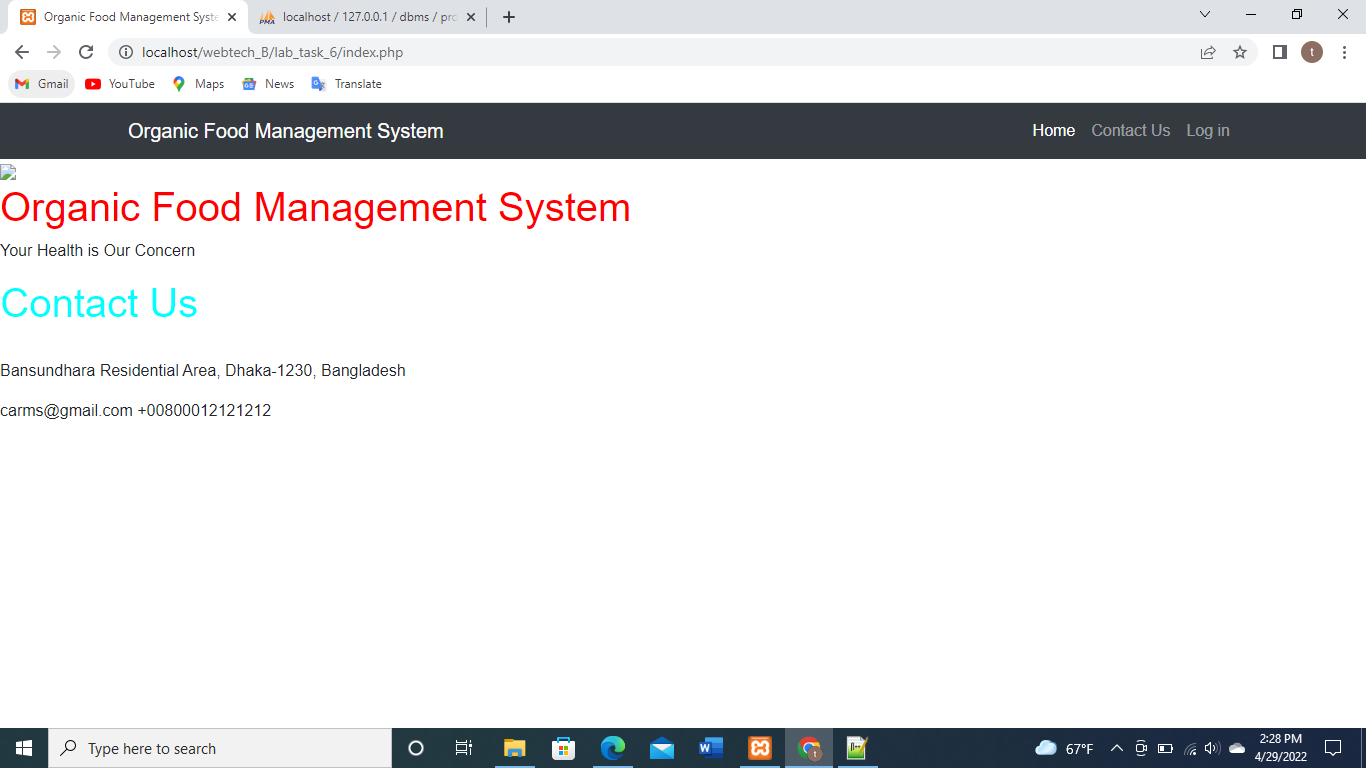 Organic Food Management Syste
localhost / 127.0.0.1 / dbms / pro
localhost/webtech_B/lab_task_6/index.php
t
Gmail YouTube Maps News Translate
Organic Food Management System Home Contact Us Log in
Organic Food Management System
Your Health is Our Concern
Contact Us
Bansundhara Residential Area, Dhaka-1230, Bangladesh
carms@gmail.com +00800012121212
Type here to search
67°F
2:28 PM
4/29/2022